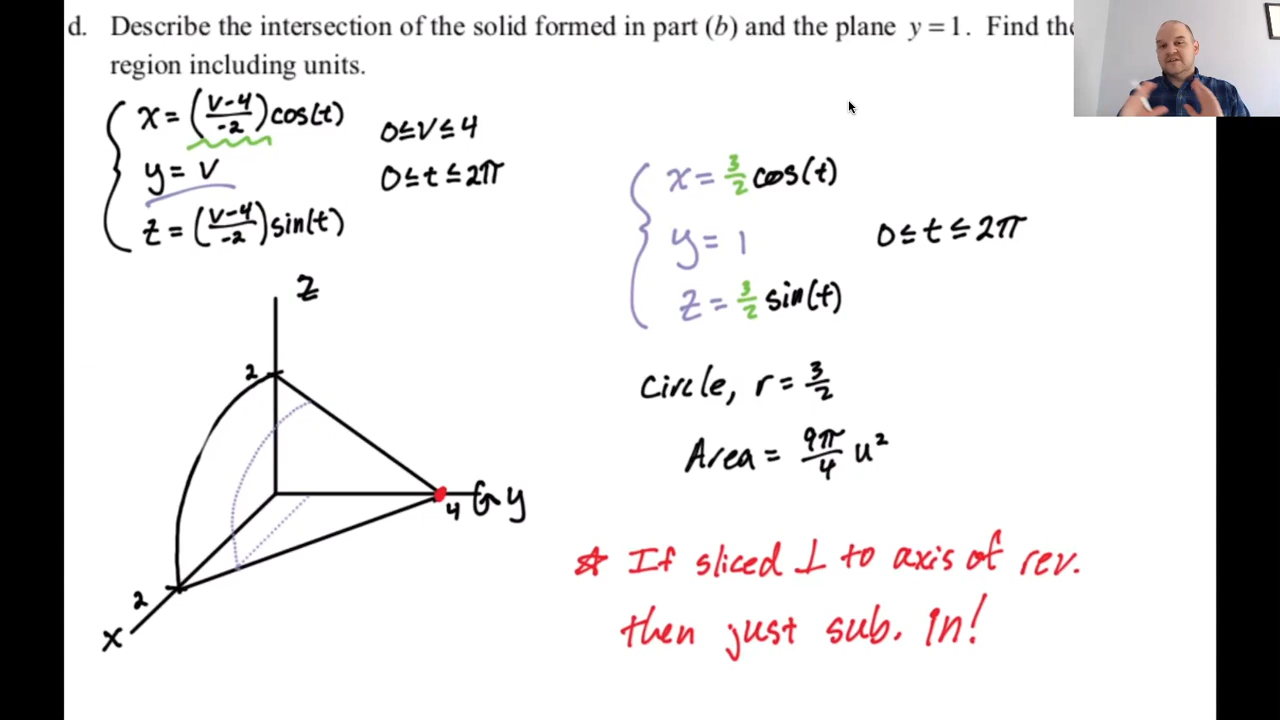 d. Describe the intersection of the solid formed in part (b) and the plane y = 1. Find the
region including units.
x = (v-4/-2)cos(t)
y = v
z = (v-4/-2)sin(t)
0≤v≤4
0≤t≤2π
x = 3/2 cos(t)
y = 1
z = 3/2 sin(t)
0≤t≤2π
z
2
4
y
2
x
Circle, r = 3/2
Area = 9π/4 u²
☆ If sliced ⊥ to axis of rev.
then just sub. in!